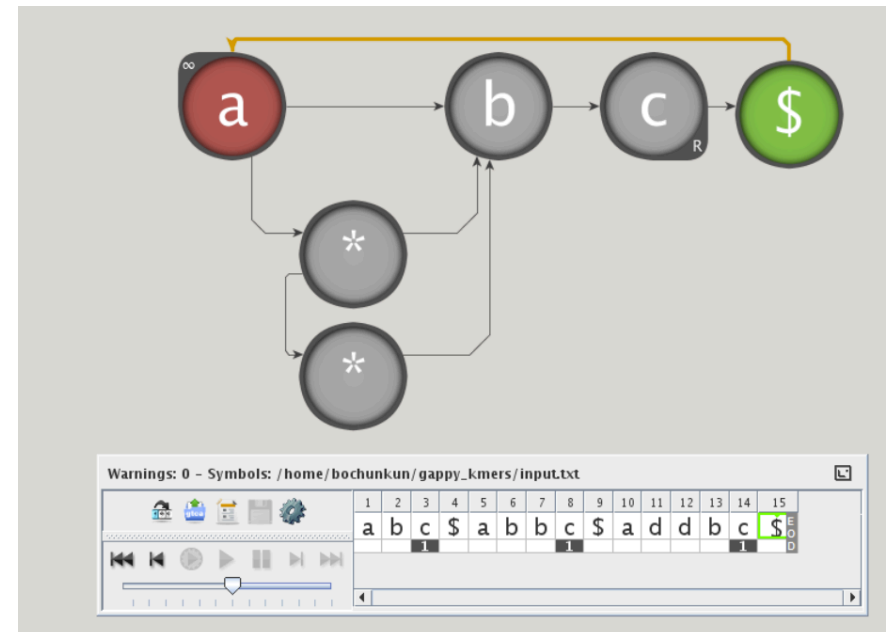 ∞
a
b
c
$
R
*
*
Warnings: 0 - Symbols: /home/bochunkun/gappy_kmers/input.txt
1 2 3 4 5 6 7 8 9 10 11 12 13 14 15
a b c $ a b b c $ a d d b c $ EOD
1 1 1